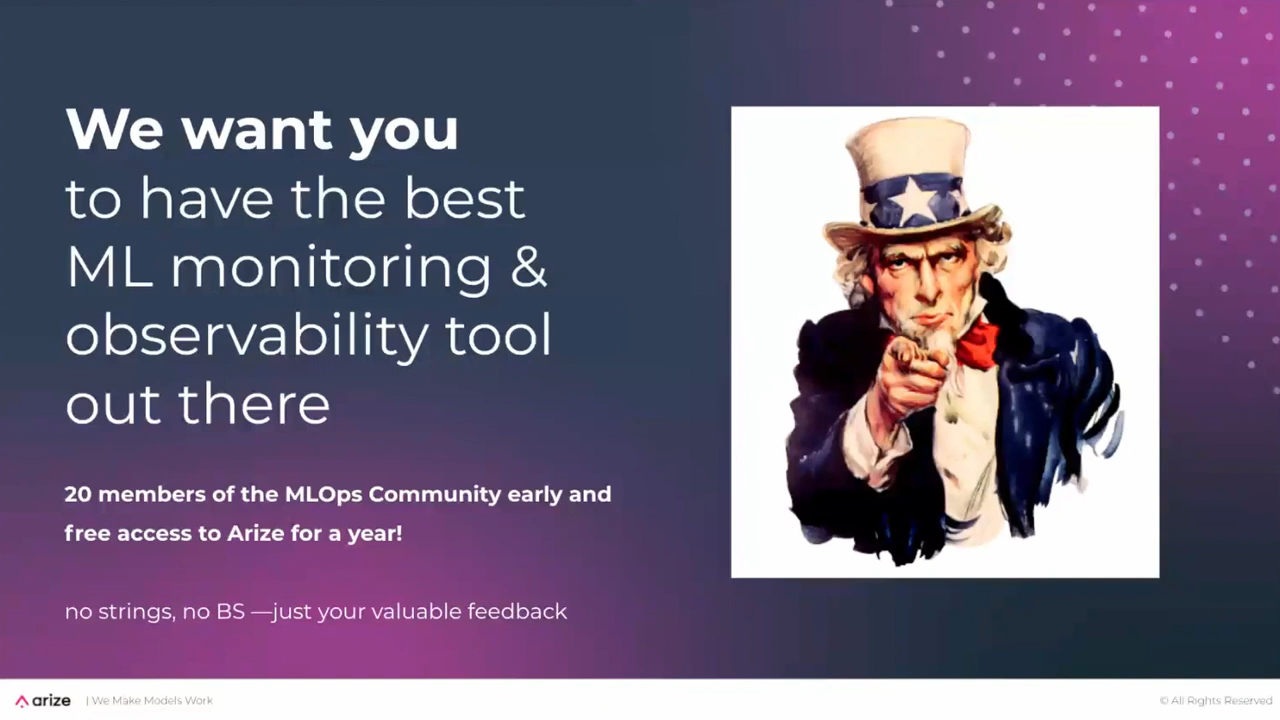 We want you
to have the best
ML monitoring &
observability tool
out there
20 members of the MLOps Community early and
free access to Arize for a year!
no strings, no BS —just your valuable feedback
arize | We Make Models Work
© All Rights Reserved